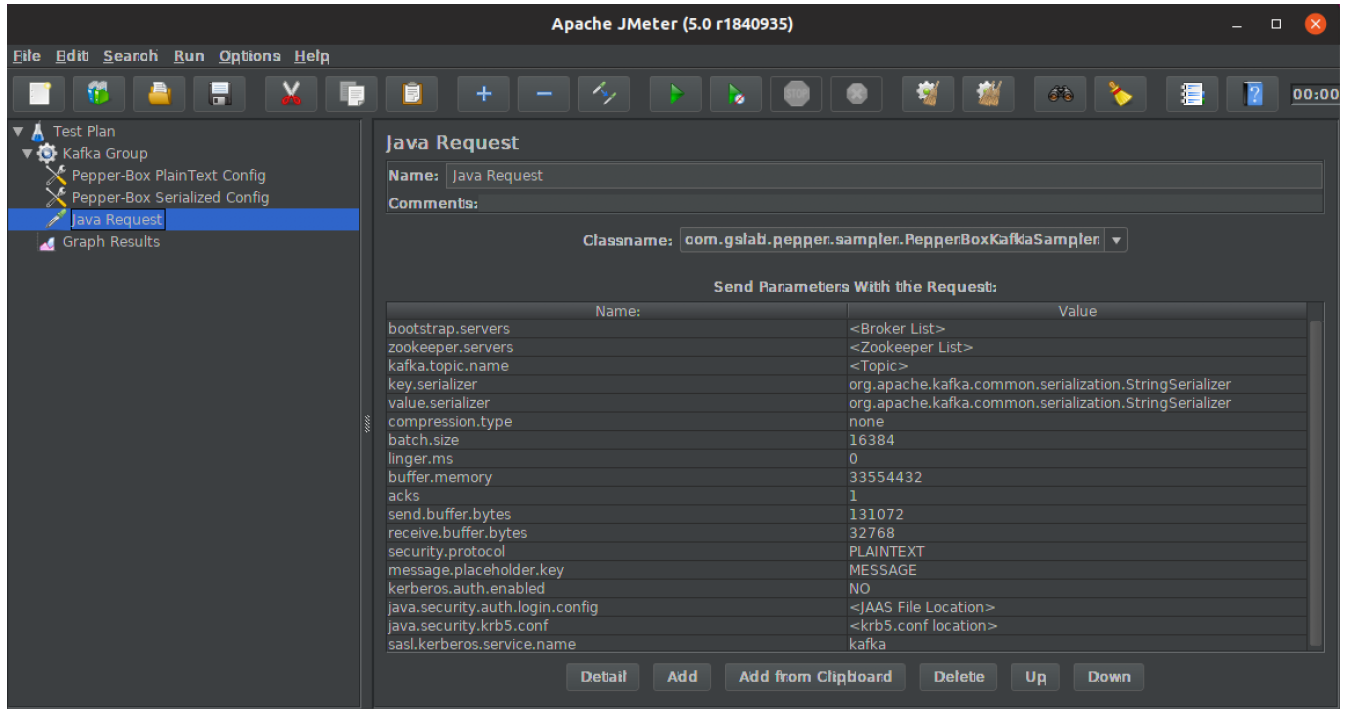 Apache JMeter (5.0 r1840935)
File Edit Search Run Options Help
STOP
00:00
Test Plan
Kafka Group
Pepper-Box PlainText Config
Pepper-Box Serialized Config
Java Request
Graph Results
Java Request
Name: Java Request
Comments:
Classname: com.gslab.pepper.sampler.PepperBoxKafkaSampler
Send Parameters With the Request:
Name: Value
bootstrap.servers <Broker List>
zookeeper.servers <Zookeeper List>
kafka.topic.name <Topic>
key.serializer org.apache.kafka.common.serialization.StringSerializer
value.serializer org.apache.kafka.common.serialization.StringSerializer
compression.type none
batch.size 16384
linger.ms 0
buffer.memory 33554432
acks 1
send.buffer.bytes 131072
receive.buffer.bytes 32768
security.protocol PLAINTEXT
message.placeholder.key MESSAGE
kerberos.auth.enabled NO
java.security.auth.login.config <JAAS File Location>
java.security.krb5.conf <krb5.conf location>
sasl.kerberos.service.name kafka
Detail Add Add from Clipboard Delete Up Down